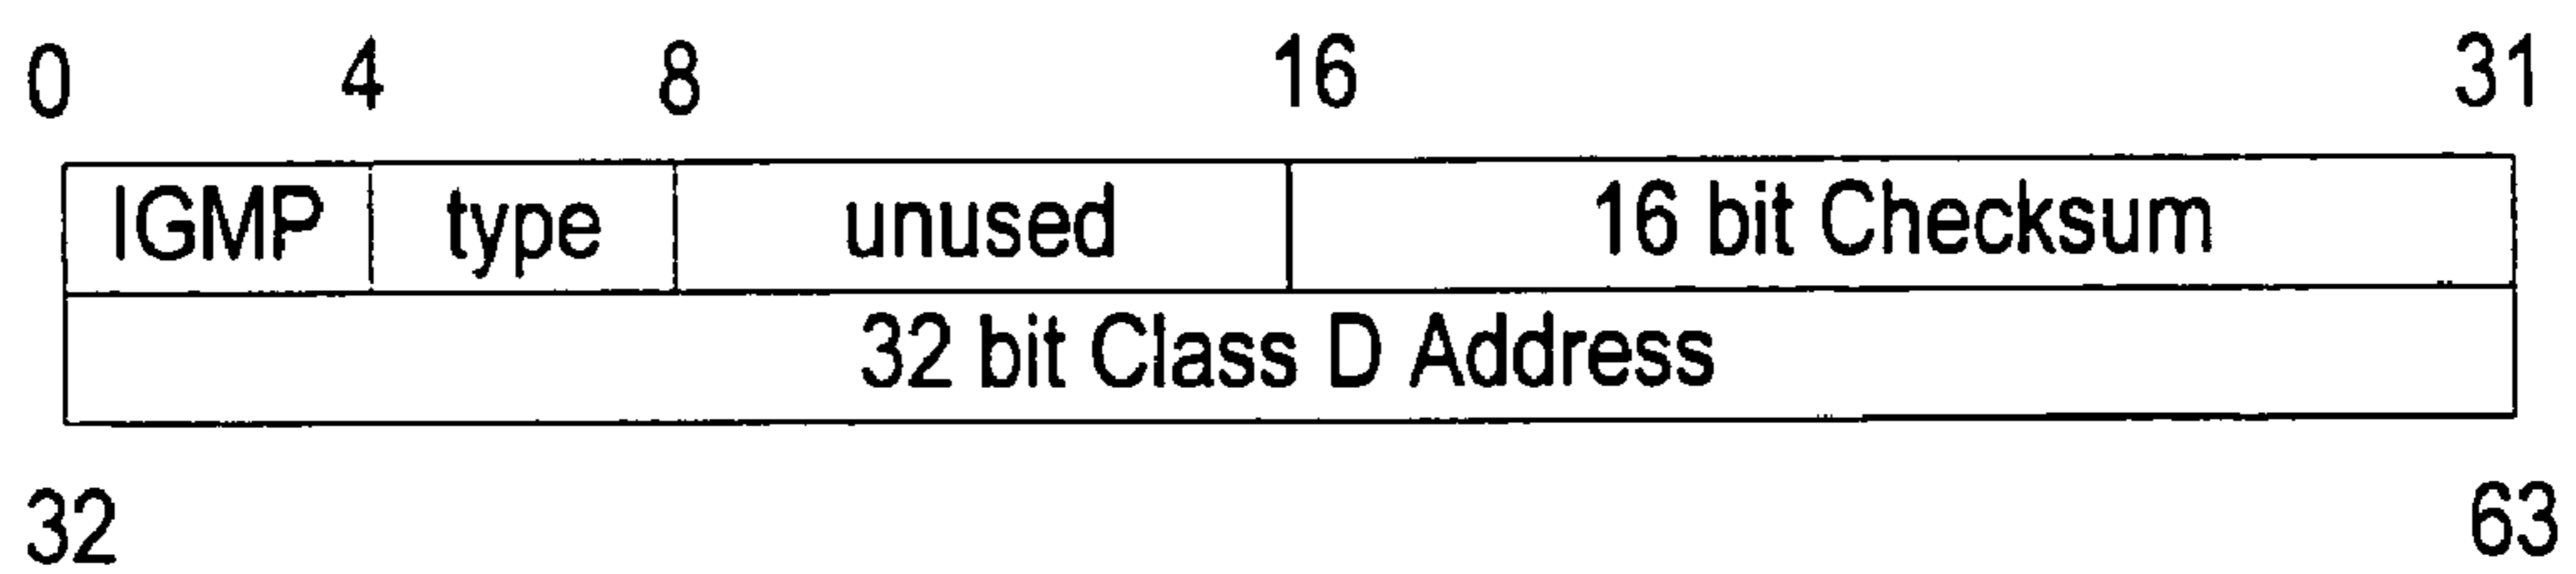 0 4 8 16 31
IGMP type unused 16 bit Checksum
32 bit Class D Address
32 63